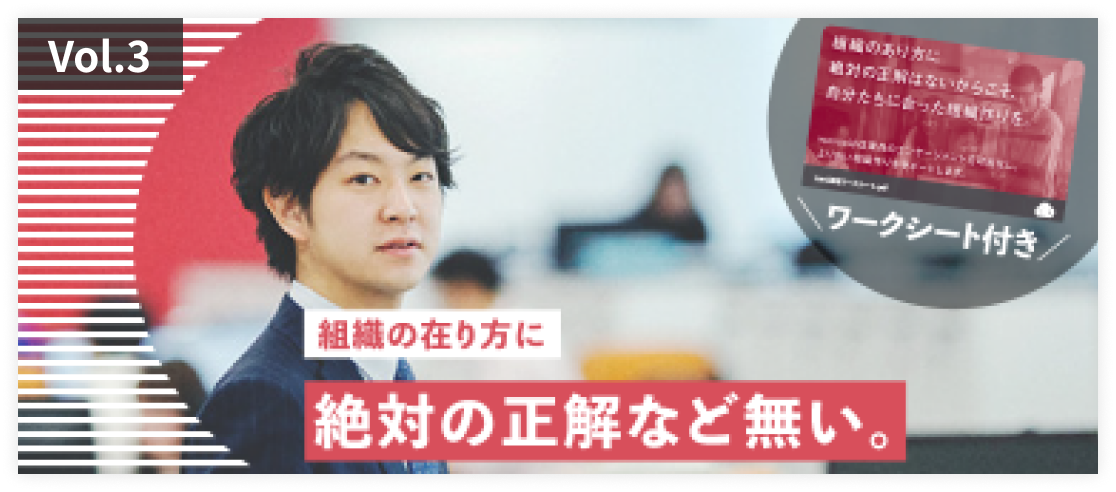 Vol.3
組織のあり方に
絶対の正解はないからこそ、
自分たちに合った組織作りを。
ワークシート付き
組織の在り方に
絶対の正解など無い。